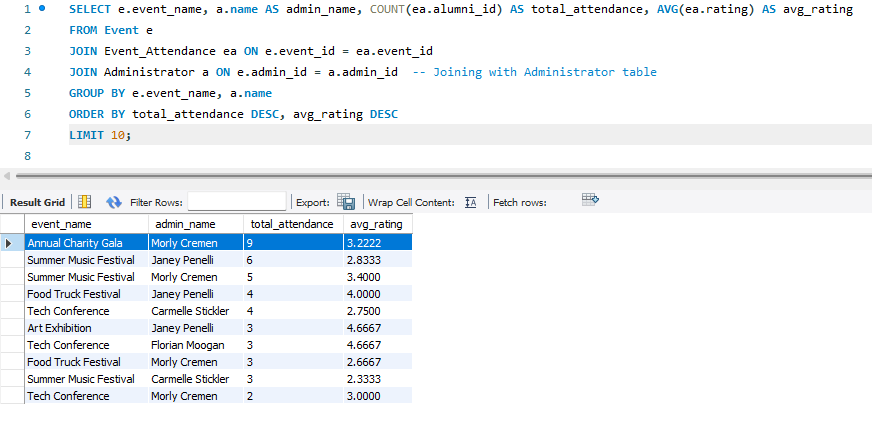 1 SELECT e.event_name, a.name AS admin_name, COUNT(ea.alumni_id) AS total_attendance, AVG(ea.rating) AS avg_rating
2 FROM Event e
3 JOIN Event_Attendance ea ON e.event_id = ea.event_id
4 JOIN Administrator a ON e.admin_id = a.admin_id -- Joining with Administrator table
5 GROUP BY e.event_name, a.name
6 ORDER BY total_attendance DESC, avg_rating DESC
7 LIMIT 10;
8
Result Grid Filter Rows: Export: Wrap Cell Content: IA Fetch rows:
event_name admin_name total_attendance avg_rating
Annual Charity Gala Morly Cremen 9 3.2222
Summer Music Festival Janey Penelli 6 2.8333
Summer Music Festival Morly Cremen 5 3.4000
Food Truck Festival Janey Penelli 4 4.0000
Tech Conference Carmelle Stickler 4 2.7500
Art Exhibition Janey Penelli 3 4.6667
Tech Conference Florian Moogan 3 4.6667
Food Truck Festival Morly Cremen 3 2.6667
Summer Music Festival Carmelle Stickler 3 2.3333
Tech Conference Morly Cremen 2 3.0000